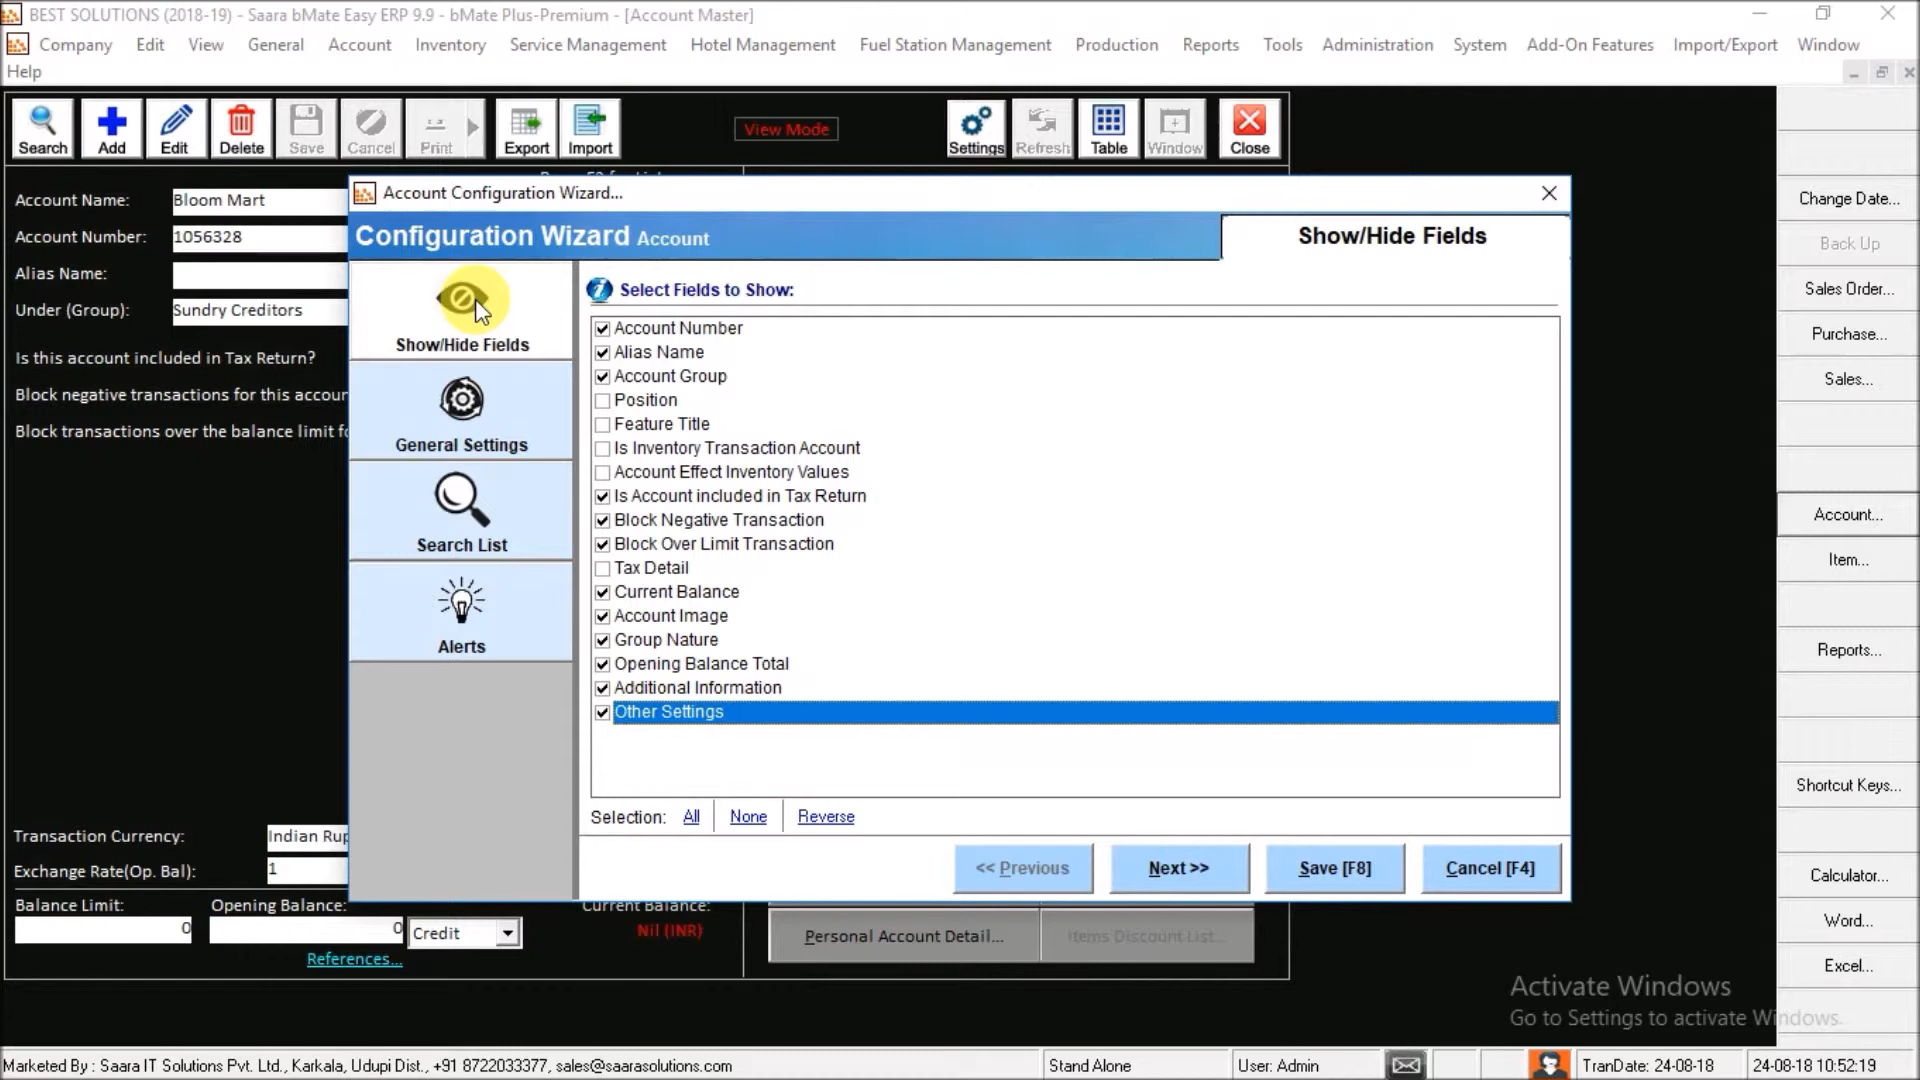 BEST SOLUTIONS (2018-19) - Saara bMate Easy ERP 9.9 - bMate Plus-Premium - [Account Master]
Company Edit View General Account Inventory Service Management Hotel Management Fuel Station Management Production Reports Tools Administration System Add-On Features Import/Export Window
Help
Search Add Edit Delete Save Cancel Print Export Import View Mode Settings Refresh Table Window Close
Account Name: Bloom Mart
Account Number: 1056328
Alias Name:
Under (Group): Sundry Creditors
Is this account included in Tax Return?
Block negative transactions for this accour
Block transactions over the balance limit fo
Account Configuration Wizard...
Configuration Wizard Account
Show/Hide Fields
Show/Hide Fields
General Settings
Search List
Alerts
Select Fields to Show:
Account Number
Alias Name
Account Group
Position
Feature Title
Is Inventory Transaction Account
Account Effect Inventory Values
Is Account included in Tax Return
Block Negative Transaction
Block Over Limit Transaction
Tax Detail
Current Balance
Account Image
Group Nature
Opening Balance Total
Additional Information
Other Settings
Selection: All None Reverse
<< Previous Next >> Save [F8] Cancel [F4]
Transaction Currency: Indian Rup
Exchange Rate(Op. Bal): 1
Balance Limit: Opening Balance: Current Balance:
0 0 Credit Nil (INR)
References...
Personal Account Detail... Items Discount List...
Change Date...
Back Up
Sales Order...
Purchase...
Sales...
Account...
Item...
Reports...
Shortcut Keys...
Calculator...
Word...
Excel...
Activate Windows
Go to Settings to activate Windows.
Marketed By : Saara IT Solutions Pvt. Ltd., Karkala, Udupi Dist., +91 8722033377, sales@saarasolutions.com Stand Alone User: Admin TranDate: 24-08-18 24-08-18 10:52:19